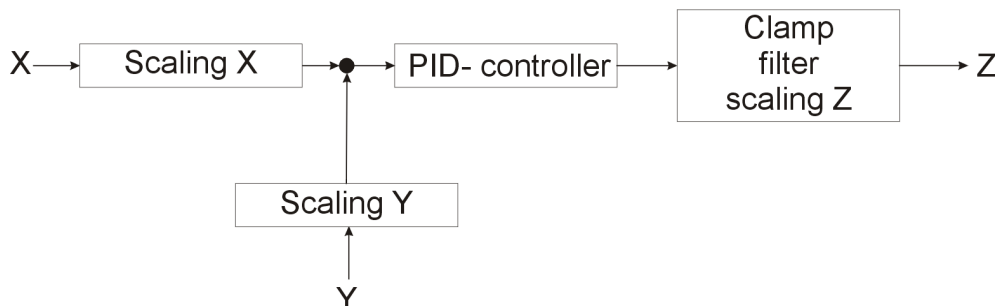 X
Scaling X
PID- controller
Clamp
filter
scaling Z
Z
Scaling Y
Y